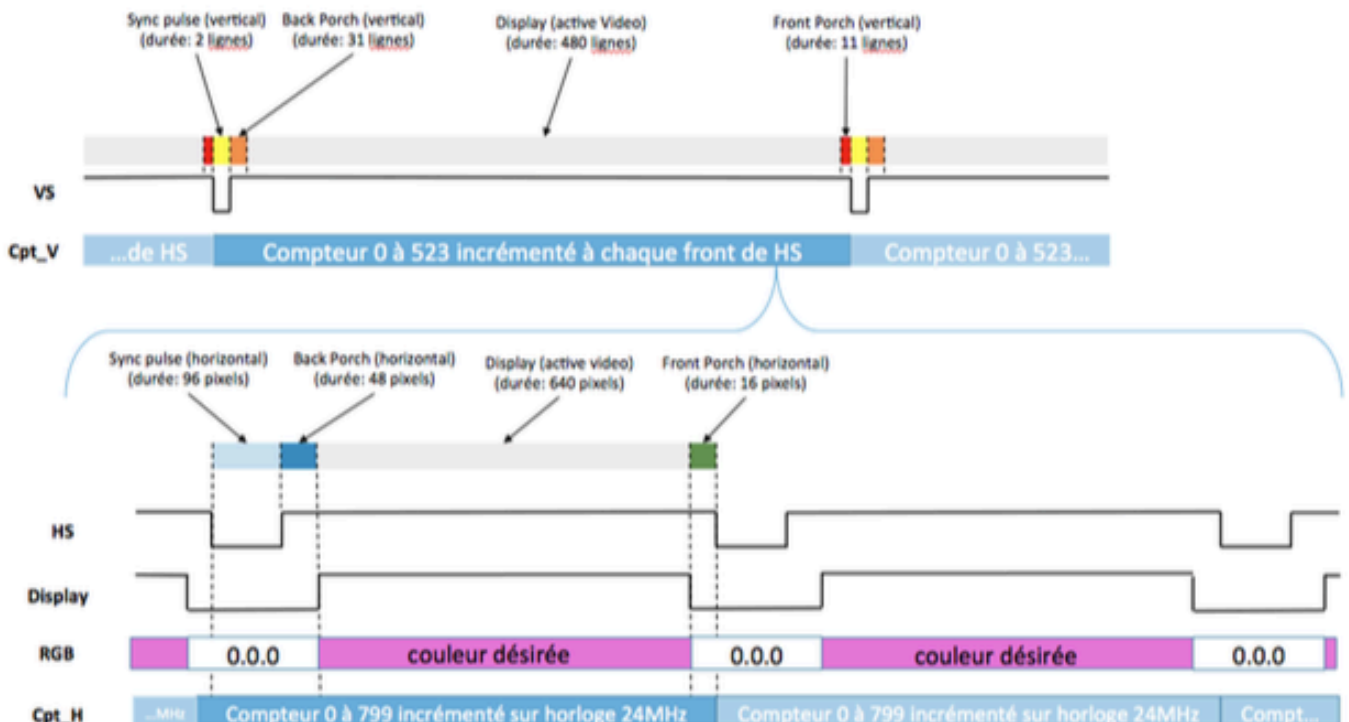 Sync pulse (vertical)
(durée: 2 lignes)
Back Porch (vertical)
(durée: 31 lignes)
Display (active Video)
(durée: 480 lignes)
Front Porch (vertical)
(durée: 11 lignes)
VS
Cpt_V
...de HS
Compteur 0 à 523 incrémenté à chaque front de HS
Compteur 0 à 523...
Sync pulse (horizontal)
(durée: 96 pixels)
Back Porch (horizontal)
(durée: 48 pixels)
Display (active video)
(durée: 640 pixels)
Front Porch (horizontal)
(durée: 16 pixels)
HS
Display
RGB
0.0.0
couleur désirée
0.0.0
couleur désirée
0.0.0
Cpt_H
...MHz
Compteur 0 à 799 incrémenté sur horloge 24MHz
Compteur 0 à 799 incrémenté sur horloge 24MHz
Compt...